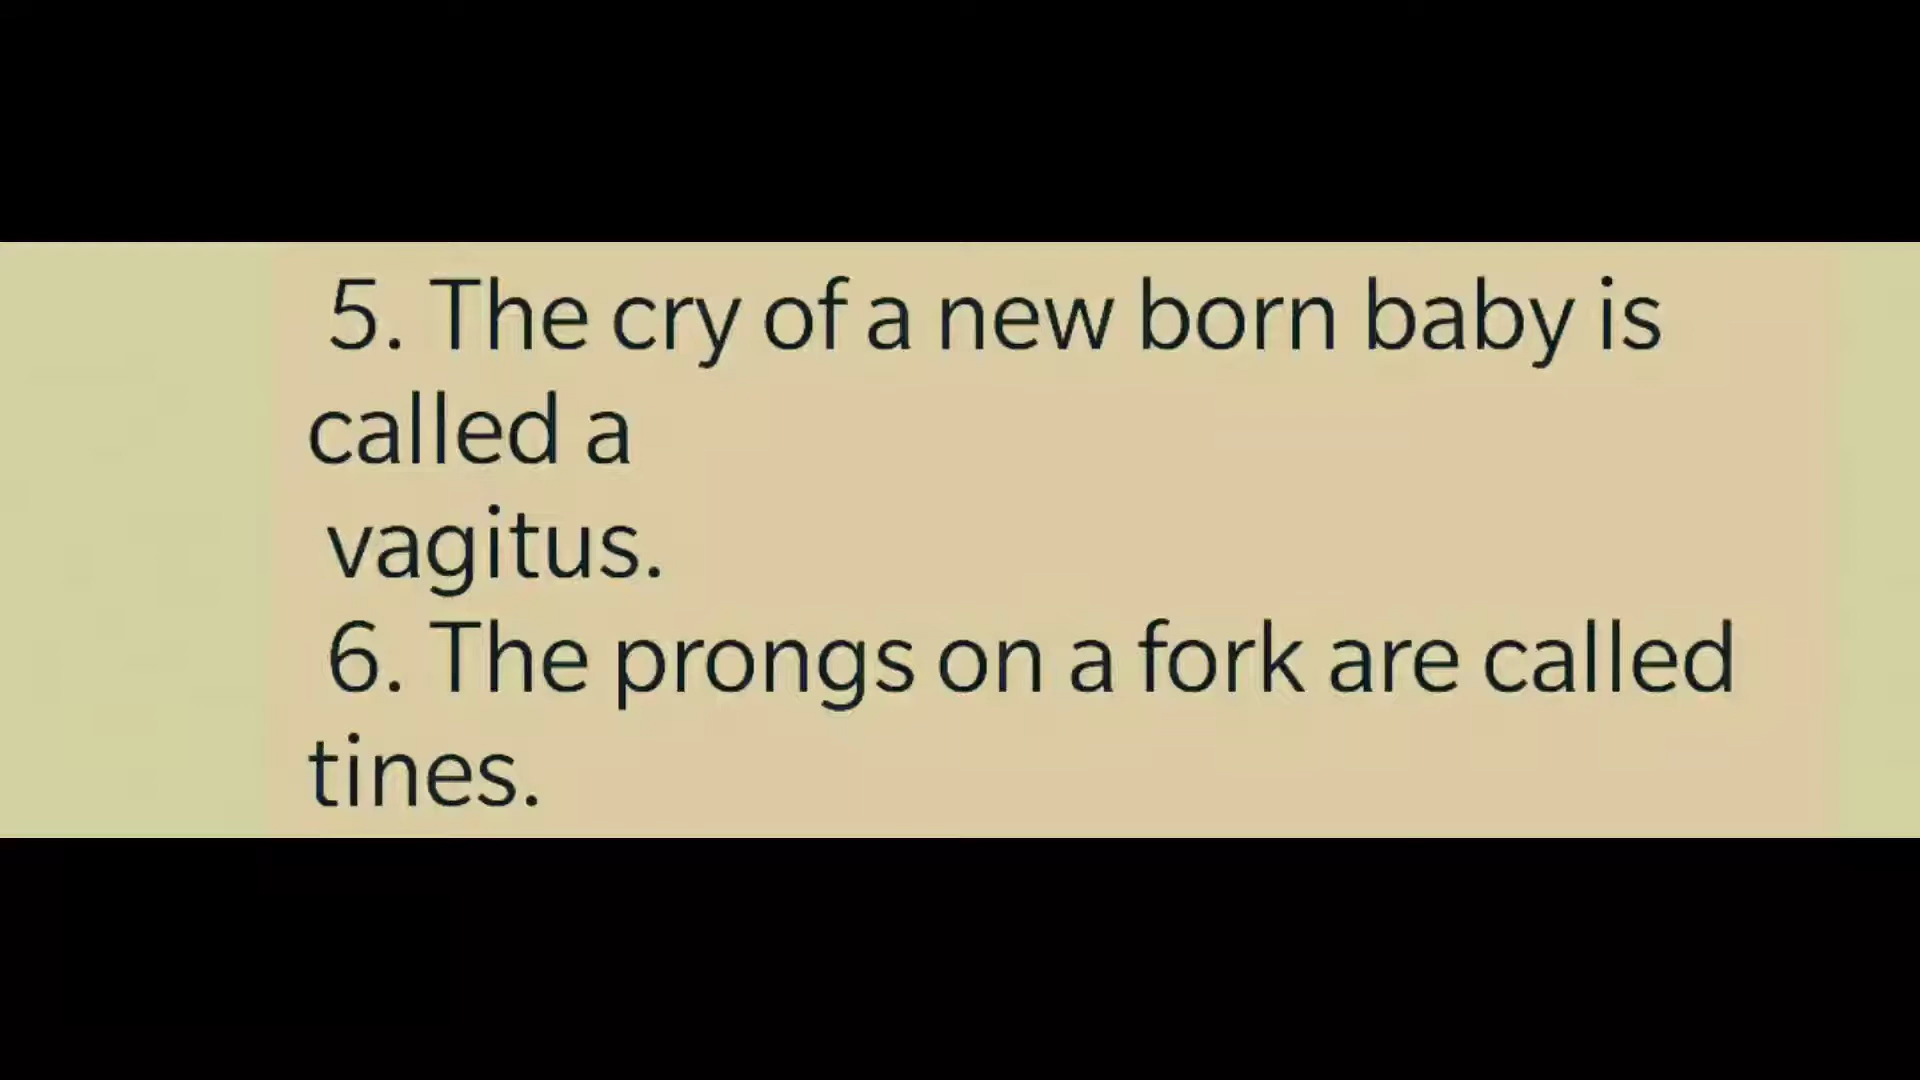 5. The cry of a new born baby is
called a
vagitus.
6. The prongs on a fork are called
tines.